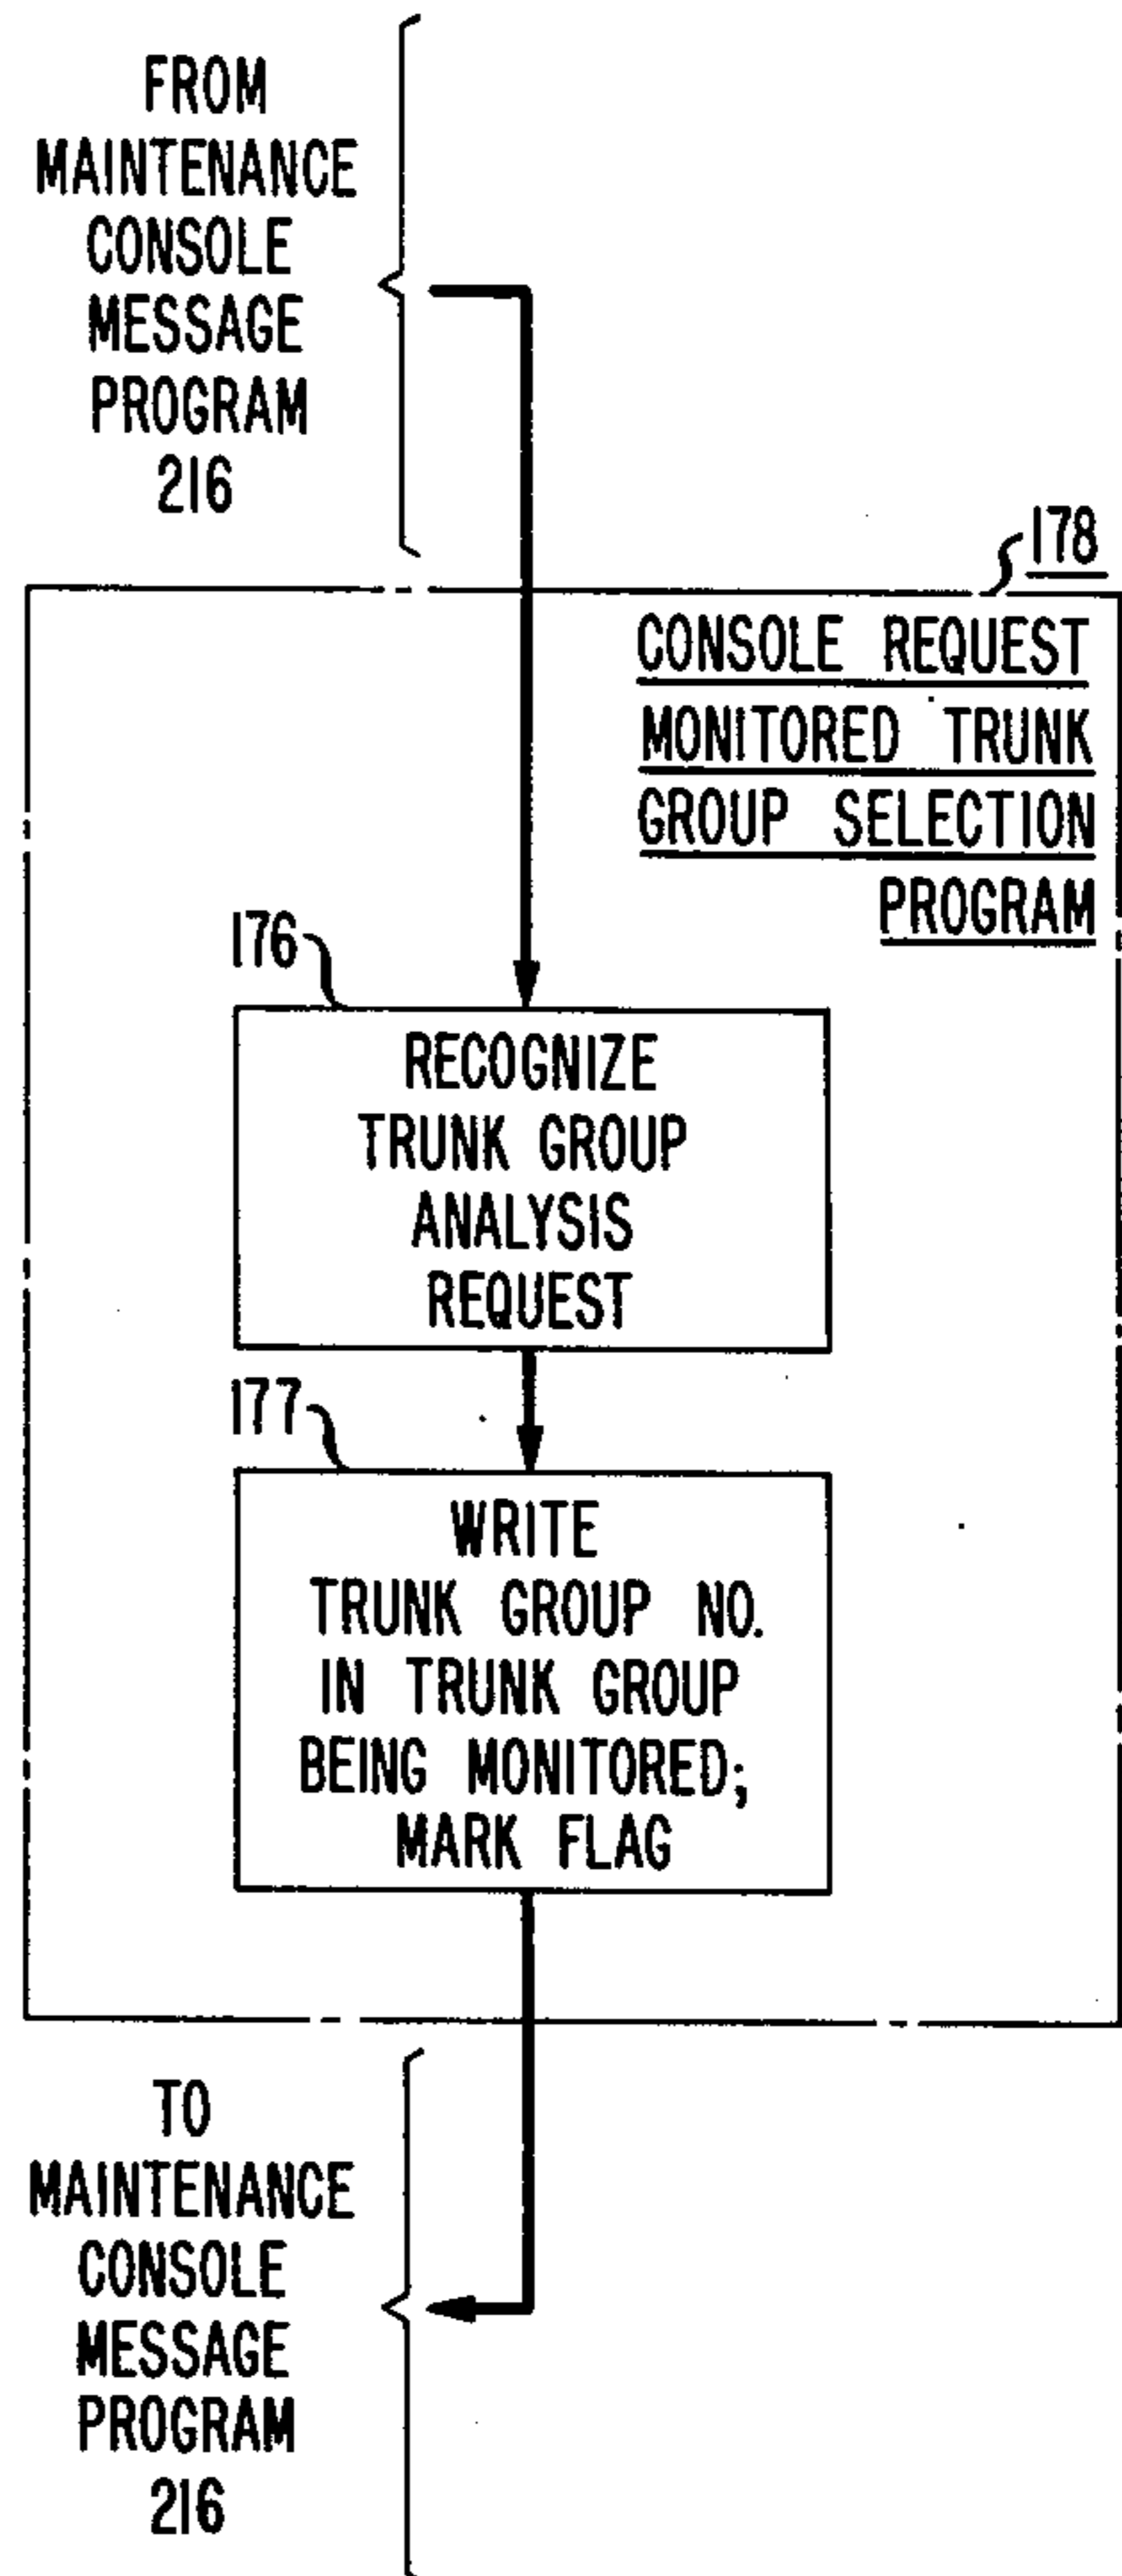 FROM
MAINTENANCE
CONSOLE
MESSAGE
PROGRAM
216
178
CONSOLE REQUEST
MONITORED TRUNK
GROUP SELECTION
PROGRAM
176
RECOGNIZE
TRUNK GROUP
ANALYSIS
REQUEST
177
WRITE
TRUNK GROUP NO.
IN TRUNK GROUP
BEING MONITORED;
MARK FLAG
TO
MAINTENANCE
CONSOLE
MESSAGE
PROGRAM
216